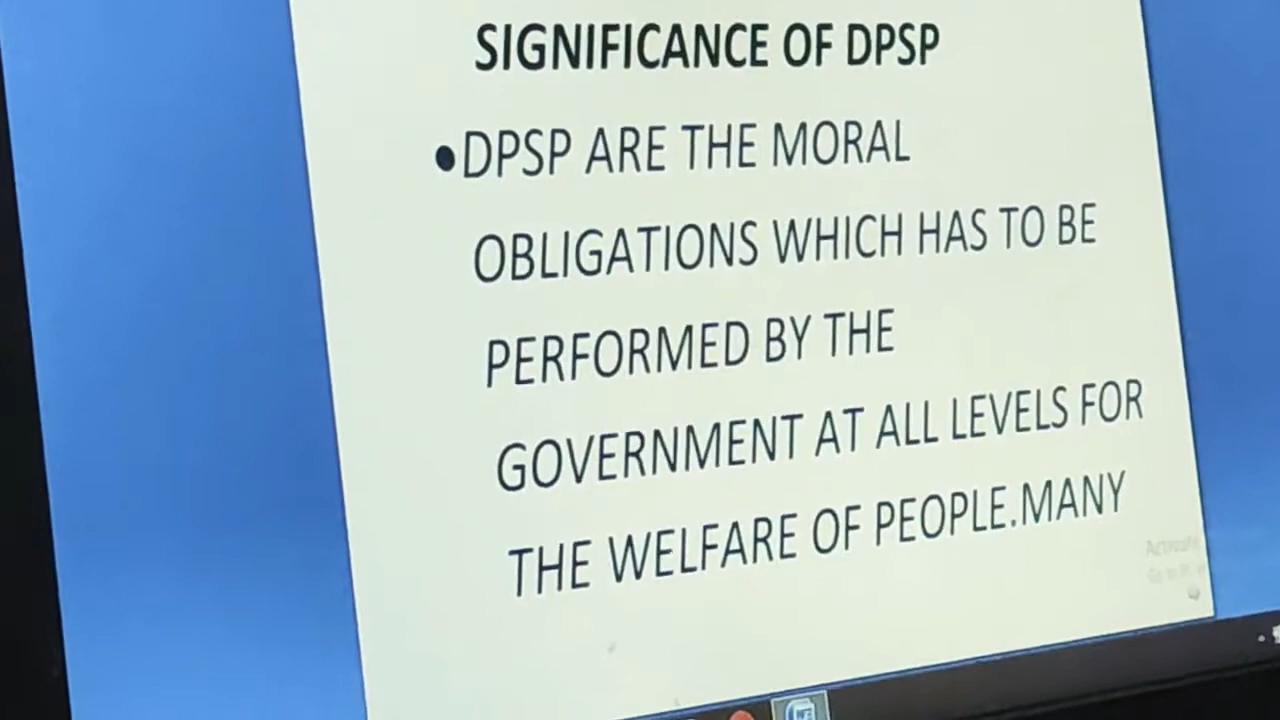 SIGNIFICANCE OF DPSP
•DPSP ARE THE MORAL
OBLIGATIONS WHICH HAS TO BE
PERFORMED BY THE
GOVERNMENT AT ALL LEVELS FOR
THE WELFARE OF PEOPLE.MANY